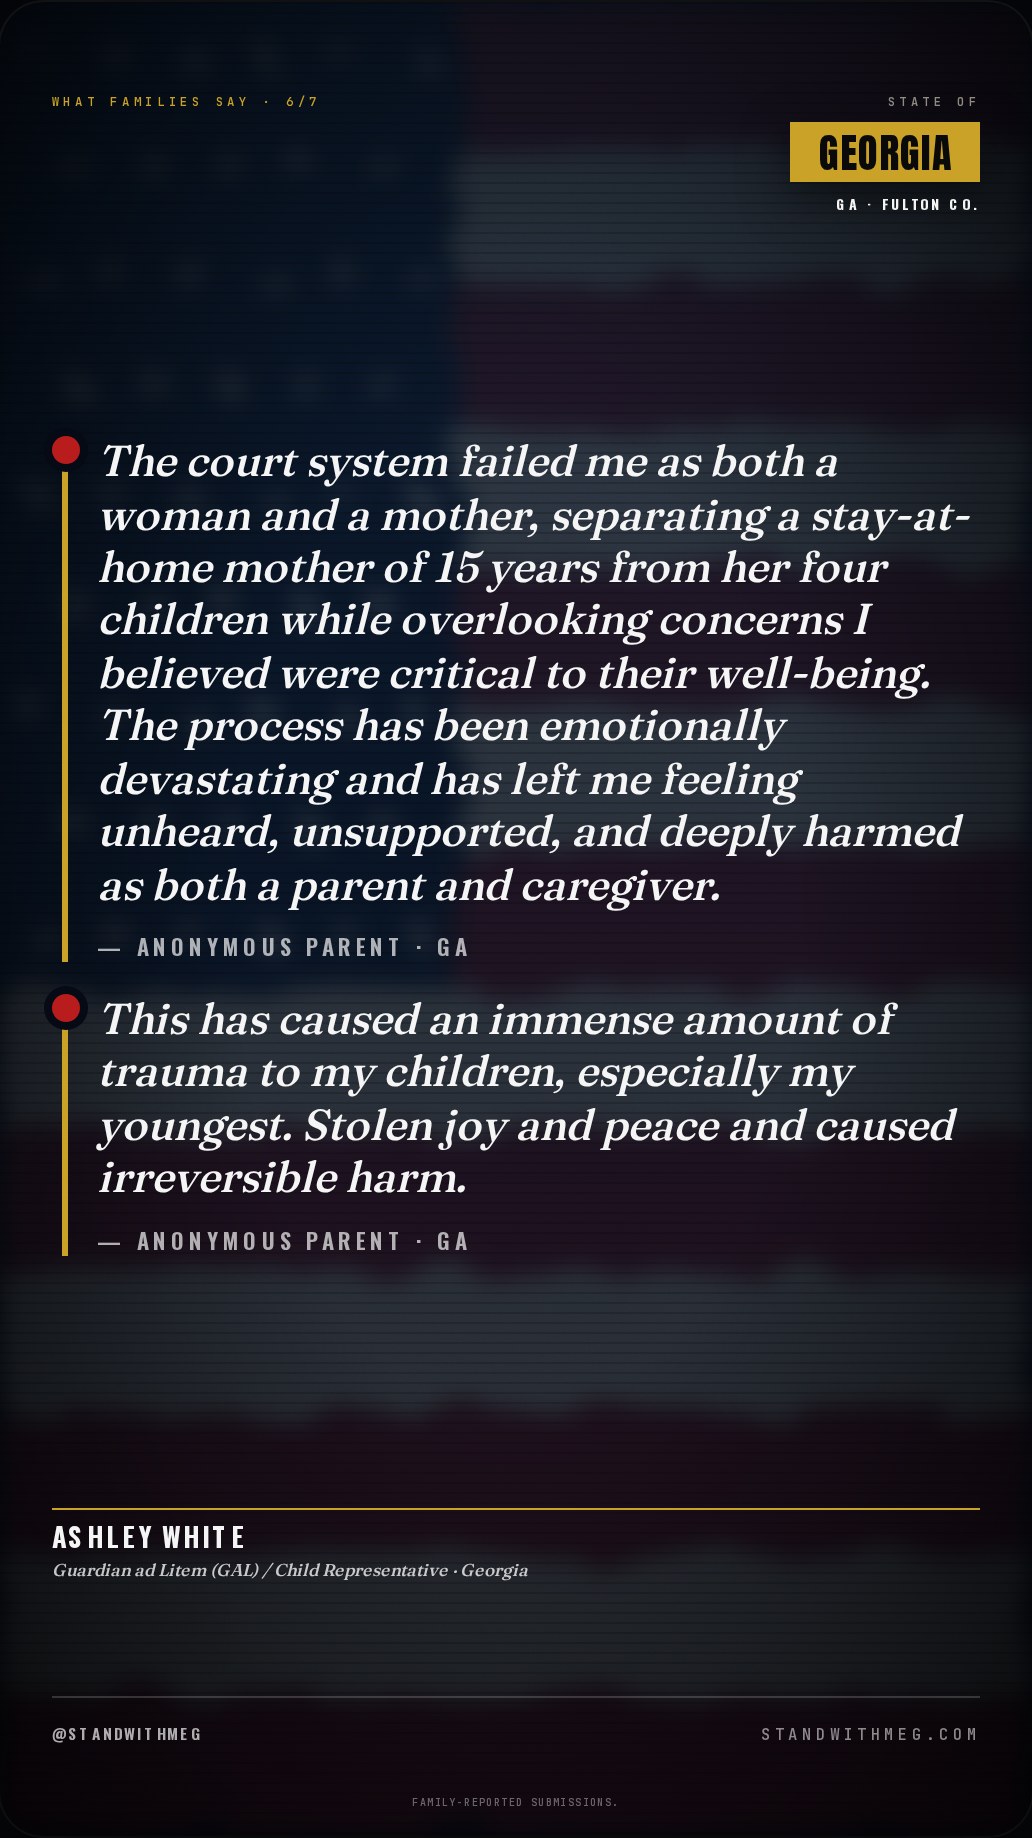 WHAT FAMILIES SAY · 6/7
STATE OF
GEORGIA
GA · FULTON CO.
The court system failed me as both a
woman and a mother, separating a stay-at-
home mother of 15 years from her four
children while overlooking concerns I
believed were critical to their well-being.
The process has been emotionally
devastating and has left me feeling
unheard, unsupported, and deeply harmed
as both a parent and caregiver.
— ANONYMOUS PARENT · GA
This has caused an immense amount of
trauma to my children, especially my
youngest. Stolen joy and peace and caused
irreversible harm.
— ANONYMOUS PARENT · GA
ASHLEY WHITE
Guardian ad Litem (GAL) / Child Representative · Georgia
@STANDWITHMEG
STANDWITHMEG.COM
FAMILY-REPORTED SUBMISSIONS.